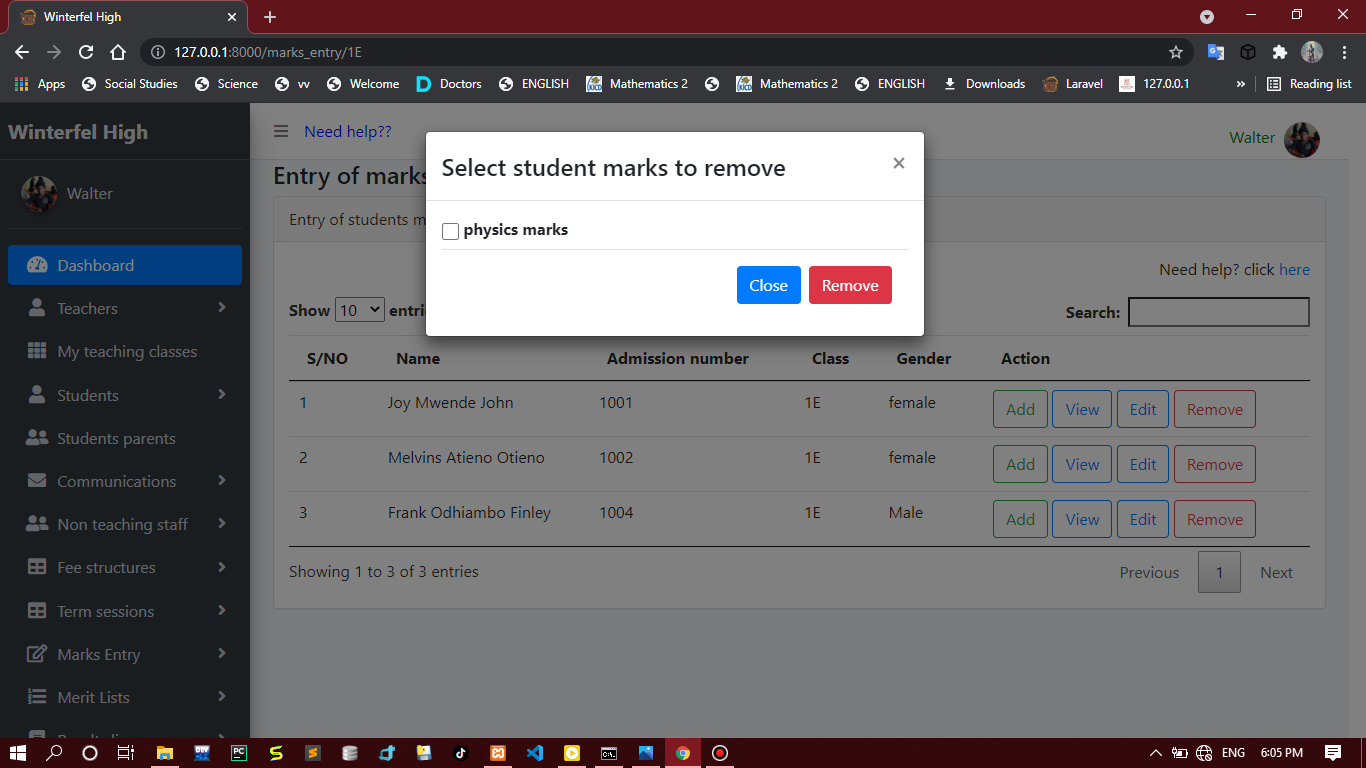 Winterfel High
127.0.0.1:8000/marks_entry/1E
Apps Social Studies Science vv Welcome Doctors ENGLISH Mathematics 2 Mathematics 2 ENGLISH Downloads Laravel 127.0.0.1 » Reading list
Winterfel High
Need help??
Walter
Walter
Dashboard
Teachers
My teaching classes
Students
Students parents
Communications
Non teaching staff
Fee structures
Term sessions
Marks Entry
Merit Lists
Entry of marks
Entry of students m
Select student marks to remove ×
physics marks
Close Remove
Need help? click here
Show 10 entri
Search:
S/NO Name Admission number Class Gender Action
1 Joy Mwende John 1001 1E female Add View Edit Remove
2 Melvins Atieno Otieno 1002 1E female Add View Edit Remove
3 Frank Odhiambo Finley 1004 1E Male Add View Edit Remove
Showing 1 to 3 of 3 entries
Previous 1 Next
ENG 6:05 PM